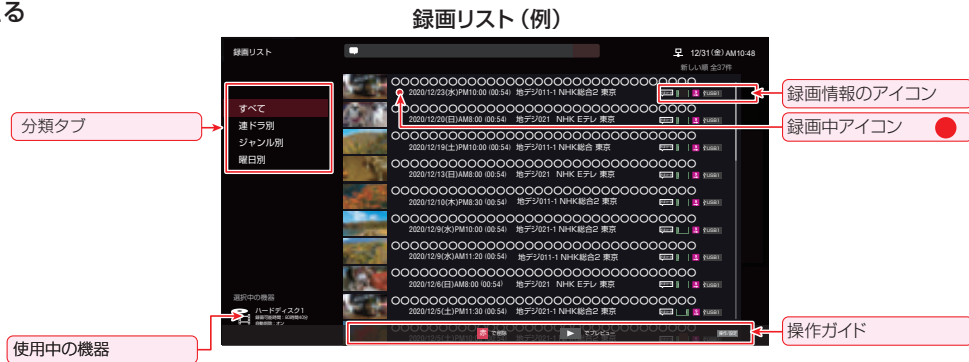 る
録画リスト（例）
録画リスト
12/31(金) AM10:48
新しい順 全37件
○○○○○○○○○○○○○○○○○○○○○○○○○○○○○○○○
2020/12/23(水)PM10:00 (00:54) 地デジ011-1 NHK総合2 東京 USB1
○○○○○○○○○○○○○○○○○○○○○○○○○○○○○○○○
2020/12/20(日)AM8:00 (00:54) 地デジ021 NHK Eテレ 東京 USB1
○○○○○○○○○○○○○○○○○○○○○○○○○○○○○○○○
2020/12/19(土)PM10:00 (00:54) 地デジ011-1 NHK総合 東京 USB1
○○○○○○○○○○○○○○○○○○○○○○○○○○○○○○○○
2020/12/13(日)AM8:00 (00:54) 地デジ021 NHK Eテレ 東京 USB1
○○○○○○○○○○○○○○○○○○○○○○○○○○○○○○○○
2020/12/10(木)PM8:30 (00:54) 地デジ011-1 NHK総合2 東京 USB1
○○○○○○○○○○○○○○○○○○○○○○○○○○○○○○○○
2020/12/9(水)PM10:00 (00:54) 地デジ021-1 NHK総合2 東京 USB1
○○○○○○○○○○○○○○○○○○○○○○○○○○○○○○○○
2020/12/9(水)AM11:20 (00:54) 地デジ011-1 NHK総合2 東京 USB1
○○○○○○○○○○○○○○○○○○○○○○○○○○○○○○○○
2020/12/6(日)AM8:00 (00:54) 地デジ021 NHK Eテレ 東京 USB1
○○○○○○○○○○○○○○○○○○○○○○○○○○○○○○○○
2020/12/5(土)PM11:30 (00:54) 地デジ011-1 NHK総合2 東京 USB1
すべて
連ドラ別
ジャンル別
曜日別
選択中の機器
ハードディスク1
赤 で削除 でプレビュー
分類タブ
使用中の機器
録画情報のアイコン
録画中アイコン
操作ガイド